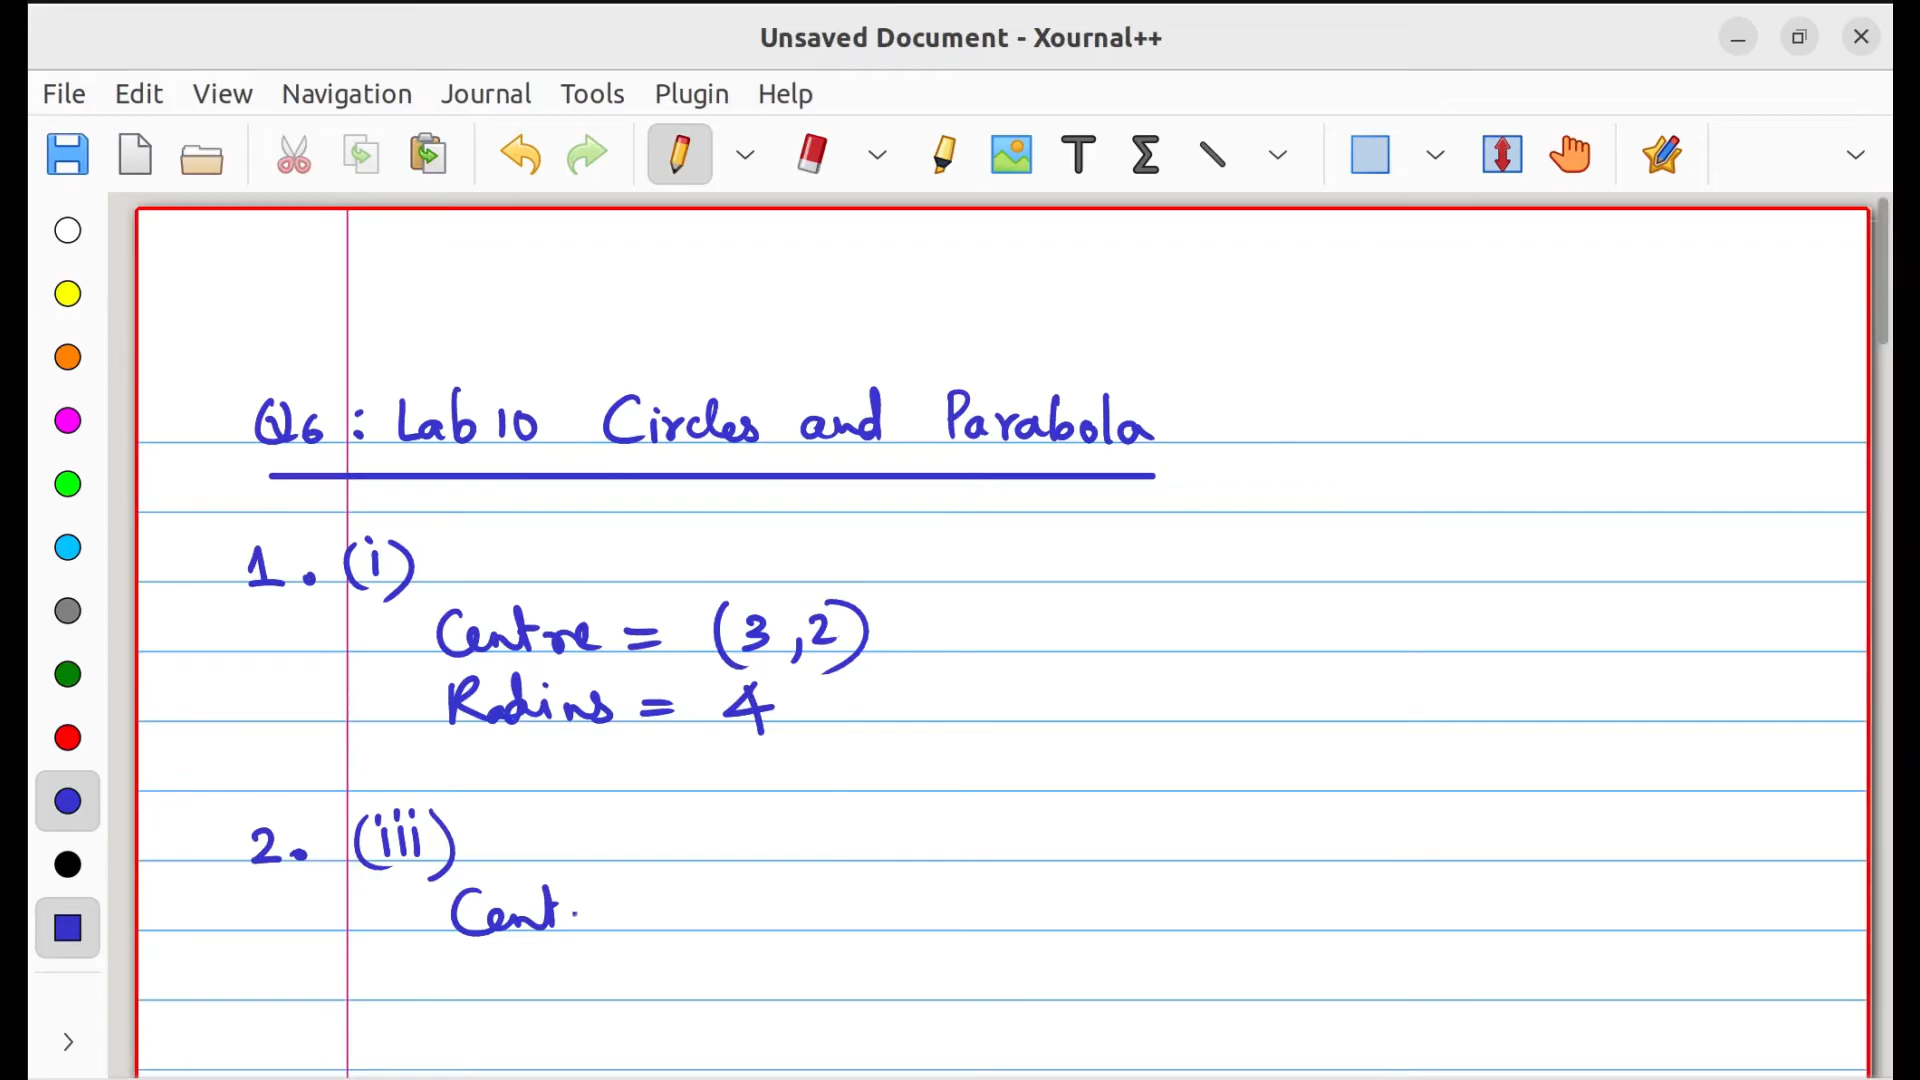 Unsaved Document - Xournal++
File Edit View Navigation Journal Tools Plugin Help
Q6 : Lab 10 Circles and Parabola
1. (i)
Centre = (3,2)
Radius = 4
2. (iii)
Cent